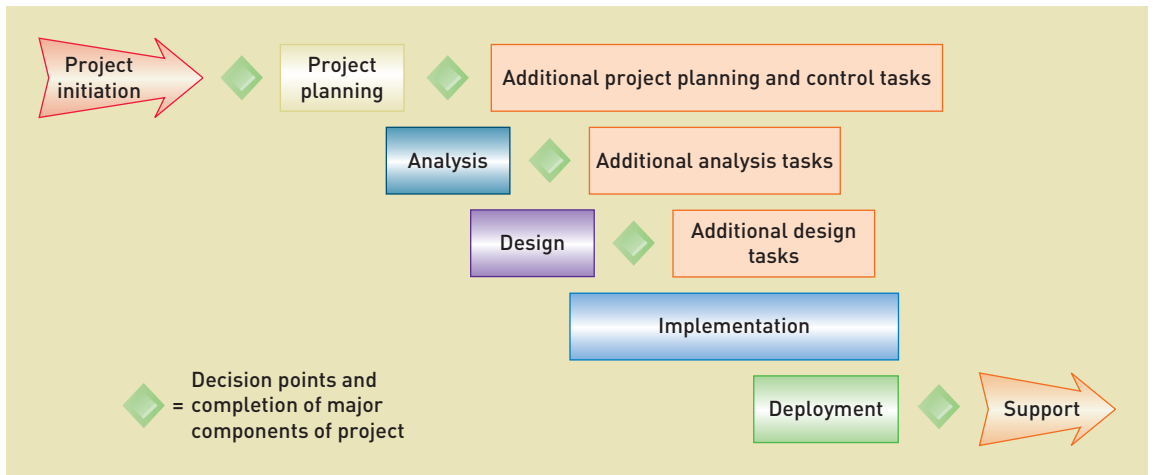 Project
initiation
Project
planning
Additional project planning and control tasks
Analysis
Additional analysis tasks
Design
Additional design
tasks
Implementation
Decision points and
= completion of major
components of project
Deployment
Support